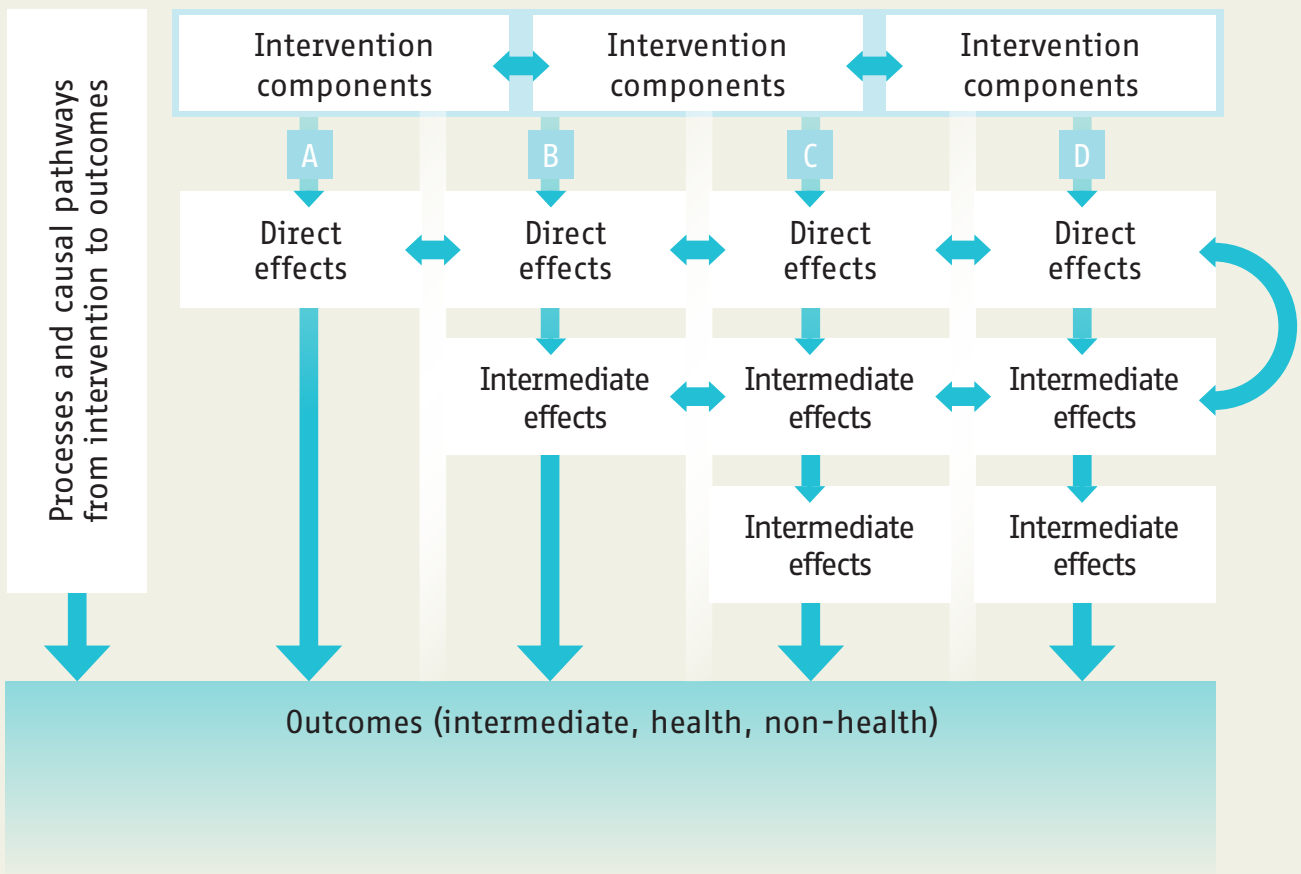 Processes and causal pathways
from intervention to outcomes
Intervention
components
Intervention
components
Intervention
components
A
B
C
D
Direct
effects
Direct
effects
Direct
effects
Direct
effects
Intermediate
effects
Intermediate
effects
Intermediate
effects
Intermediate
effects
Intermediate
effects
Outcomes (intermediate, health, non-health)